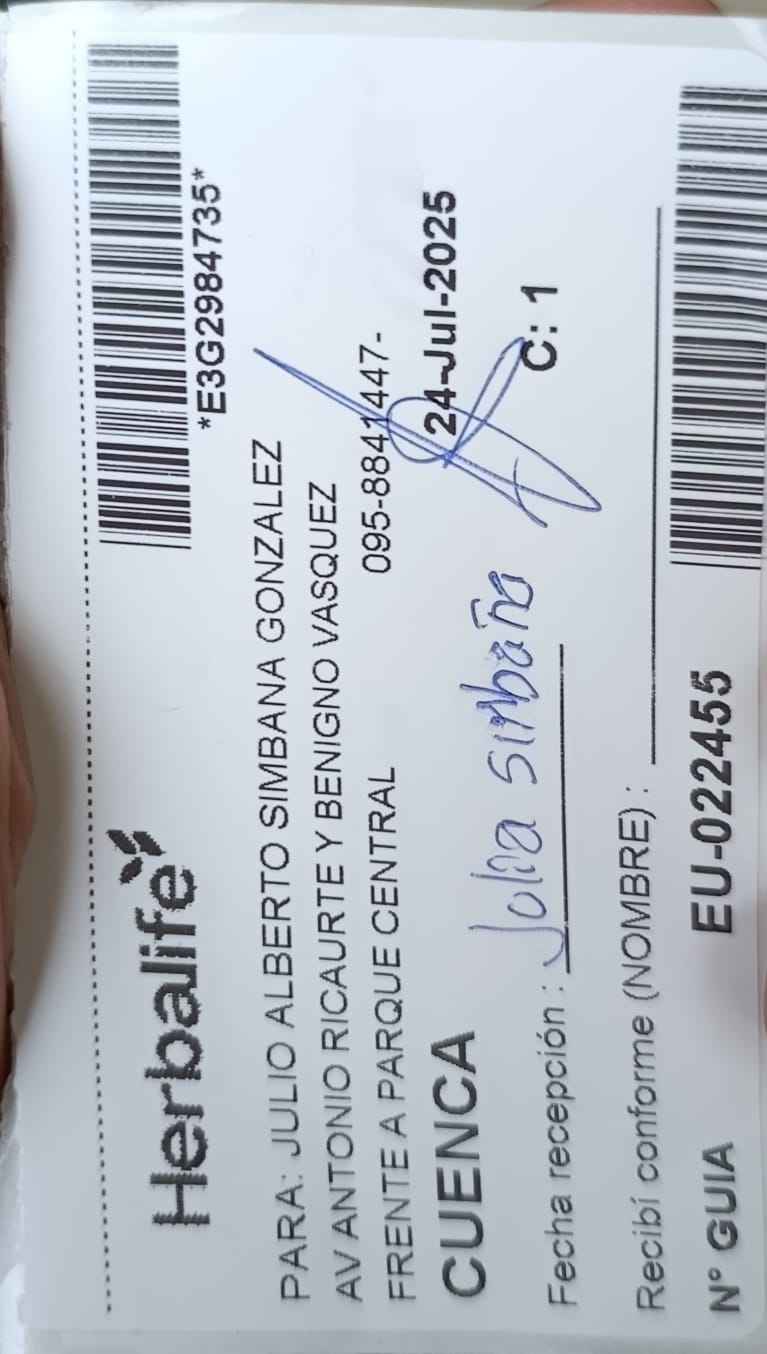 Herbalife
*E3G2984735*
PARA: JULIO ALBERTO SIMBANA GONZALEZ
AV ANTONIO RICAURTE Y BENIGNO VASQUEZ
FRENTE A PARQUE CENTRAL 095-8841447-
CUENCA 24-Jul-2025
Fecha recepción : Julia Simbaña C: 1
Recibí conforme (NOMBRE) :
N° GUIA EU-022455